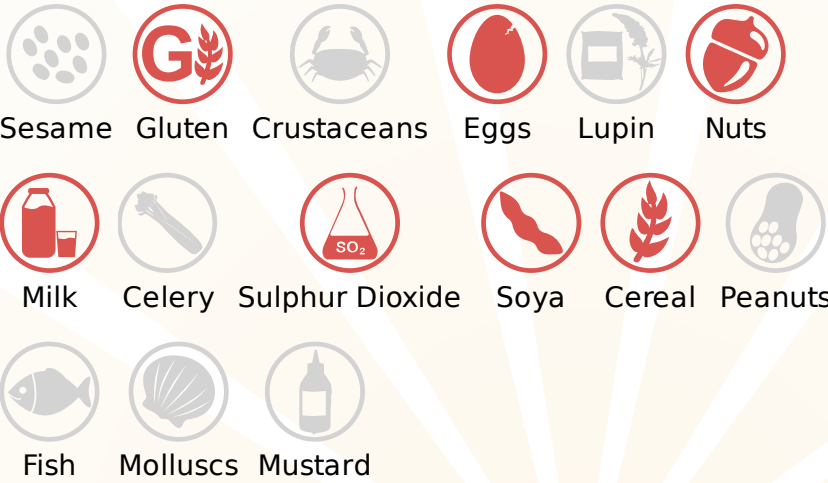 G
Sesame Gluten Crustaceans Eggs Lupin Nuts
SO₂
Milk Celery Sulphur Dioxide Soya Cereal Peanuts
Fish Molluscs Mustard